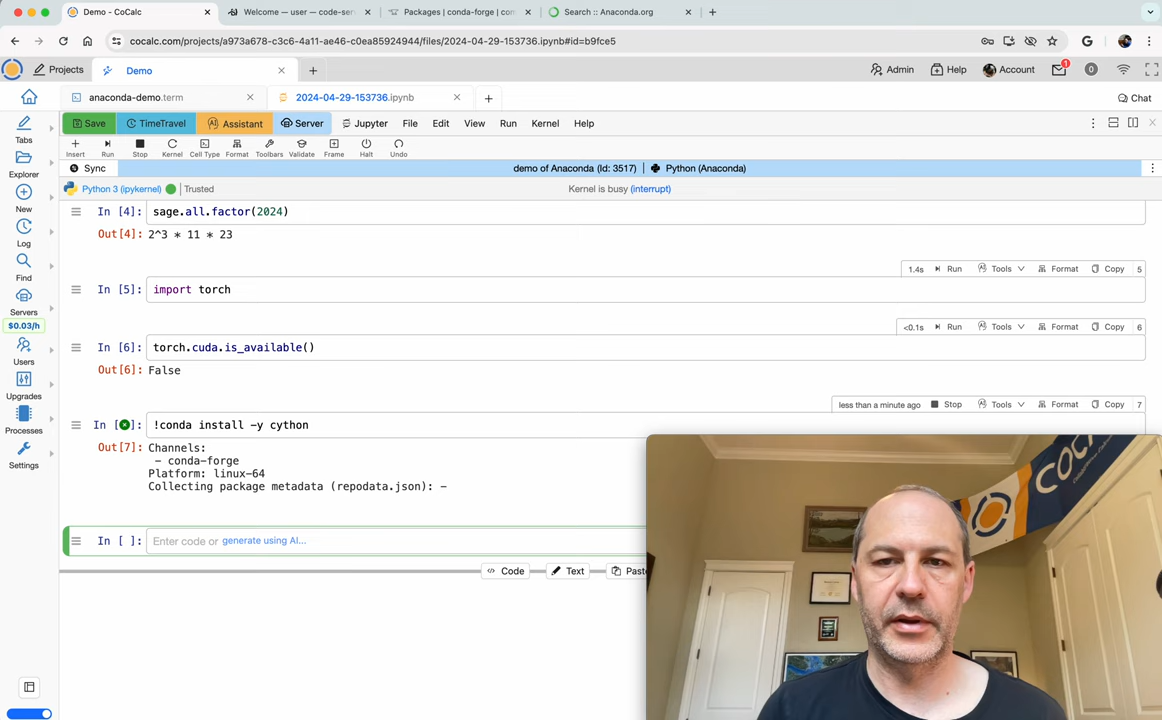 Demo - CoCalc
Welcome — user — code-ser
Packages | conda-forge | com
Search :: Anaconda.org
cocalc.com/projects/a973a678-c3c6-4a11-ae46-c0ea85924944/files/2024-04-29-153736.ipynb#id=b9fce5
Projects
Demo
Admin
Help
Account
1
0
anaconda-demo.term
2024-04-29-153736.ipynb
Chat
Save
TimeTravel
Assistant
Server
Jupyter
File
Edit
View
Run
Kernel
Help
Insert
Run
Stop
Kernel
Cell Type
Format
Toolbars
Validate
Frame
Halt
Undo
Sync
demo of Anaconda (Id: 3517)
Python (Anaconda)
Python 3 (ipykernel)
Trusted
Kernel is busy (interrupt)
Tabs
Explorer
New
Log
Find
Servers
$0.03/h
Users
Upgrades
Processes
Settings
In [4]: sage.all.factor(2024)
Out[4]: 2^3 * 11 * 23
1.4s Run Tools Format Copy 5
In [5]: import torch
<0.1s Run Tools Format Copy 6
In [6]: torch.cuda.is_available()
Out[6]: False
less than a minute ago Stop Tools Format Copy 7
In [*]: !conda install -y cython
Out[7]: Channels:
- conda-forge
Platform: linux-64
Collecting package metadata (repodata.json): -
In [ ]: Enter code or generate using AI...
Code
Text
Paste